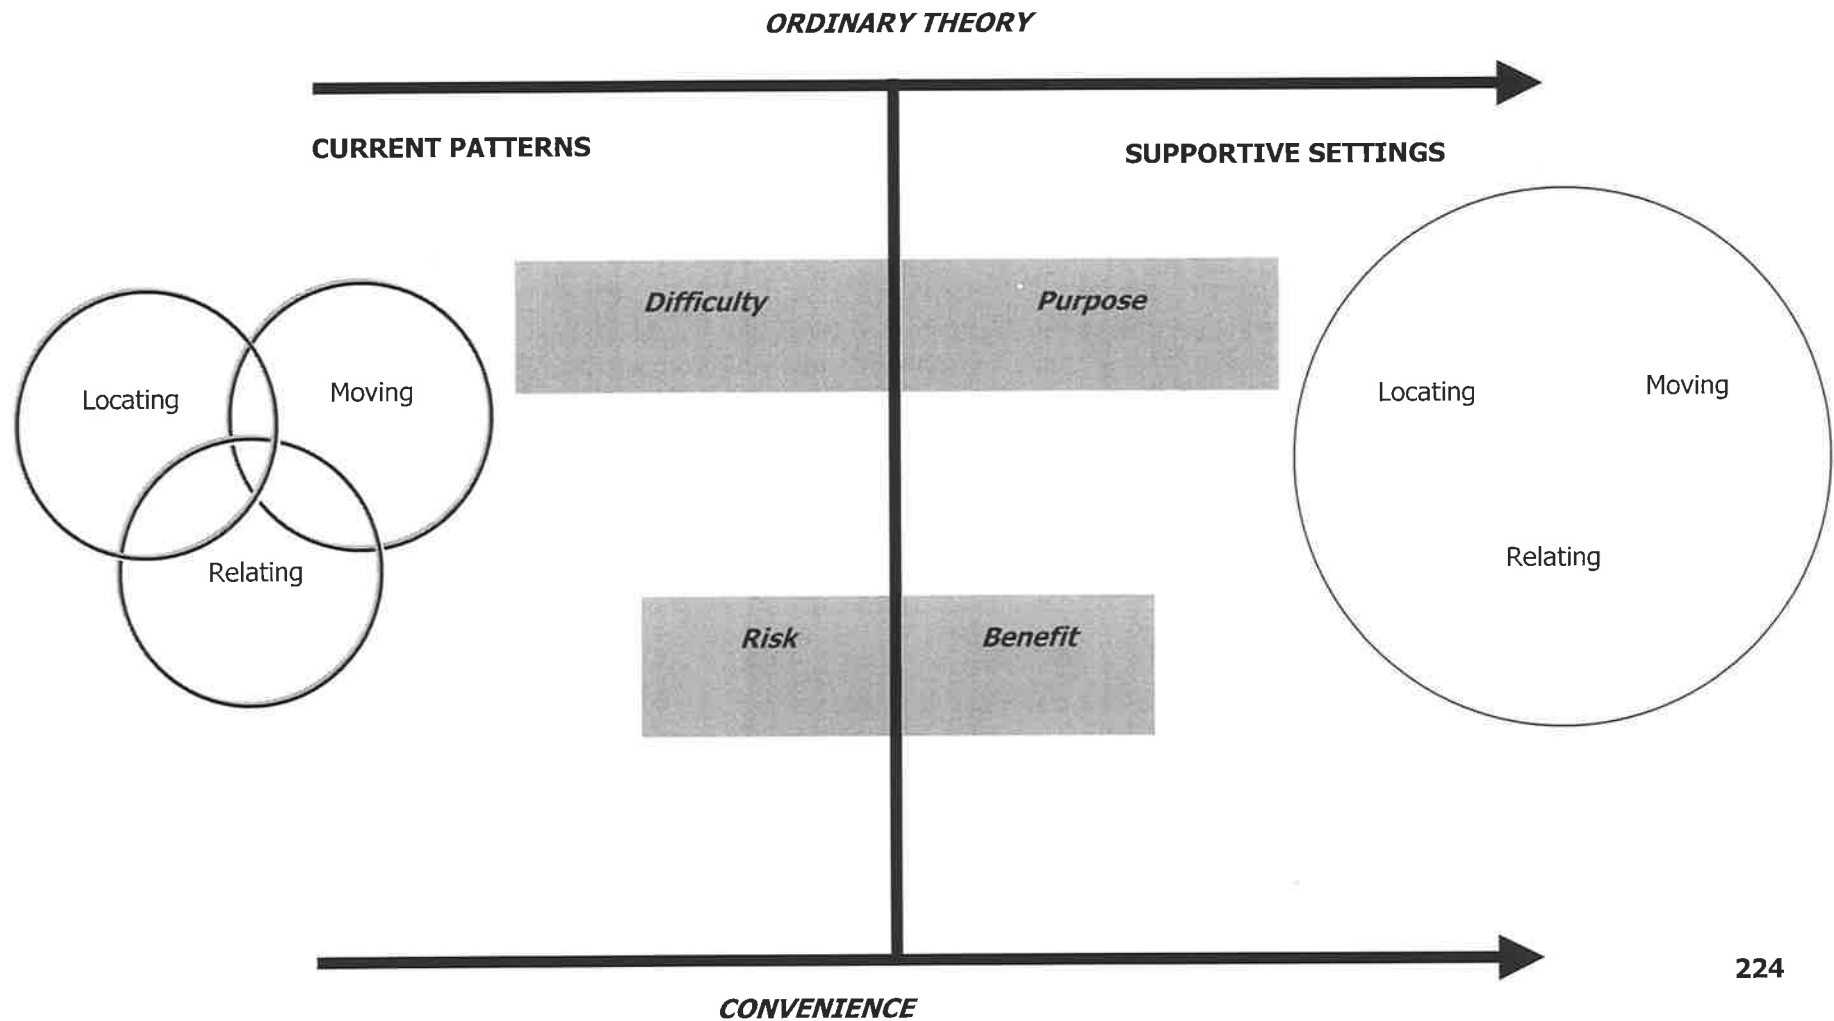 ORDINARY THEORY
CURRENT PATTERNS
SUPPORTIVE SETTINGS
Difficulty
Purpose
Locating
Moving
Locating
Moving
Relating
Relating
Risk
Benefit
224
CONVENIENCE